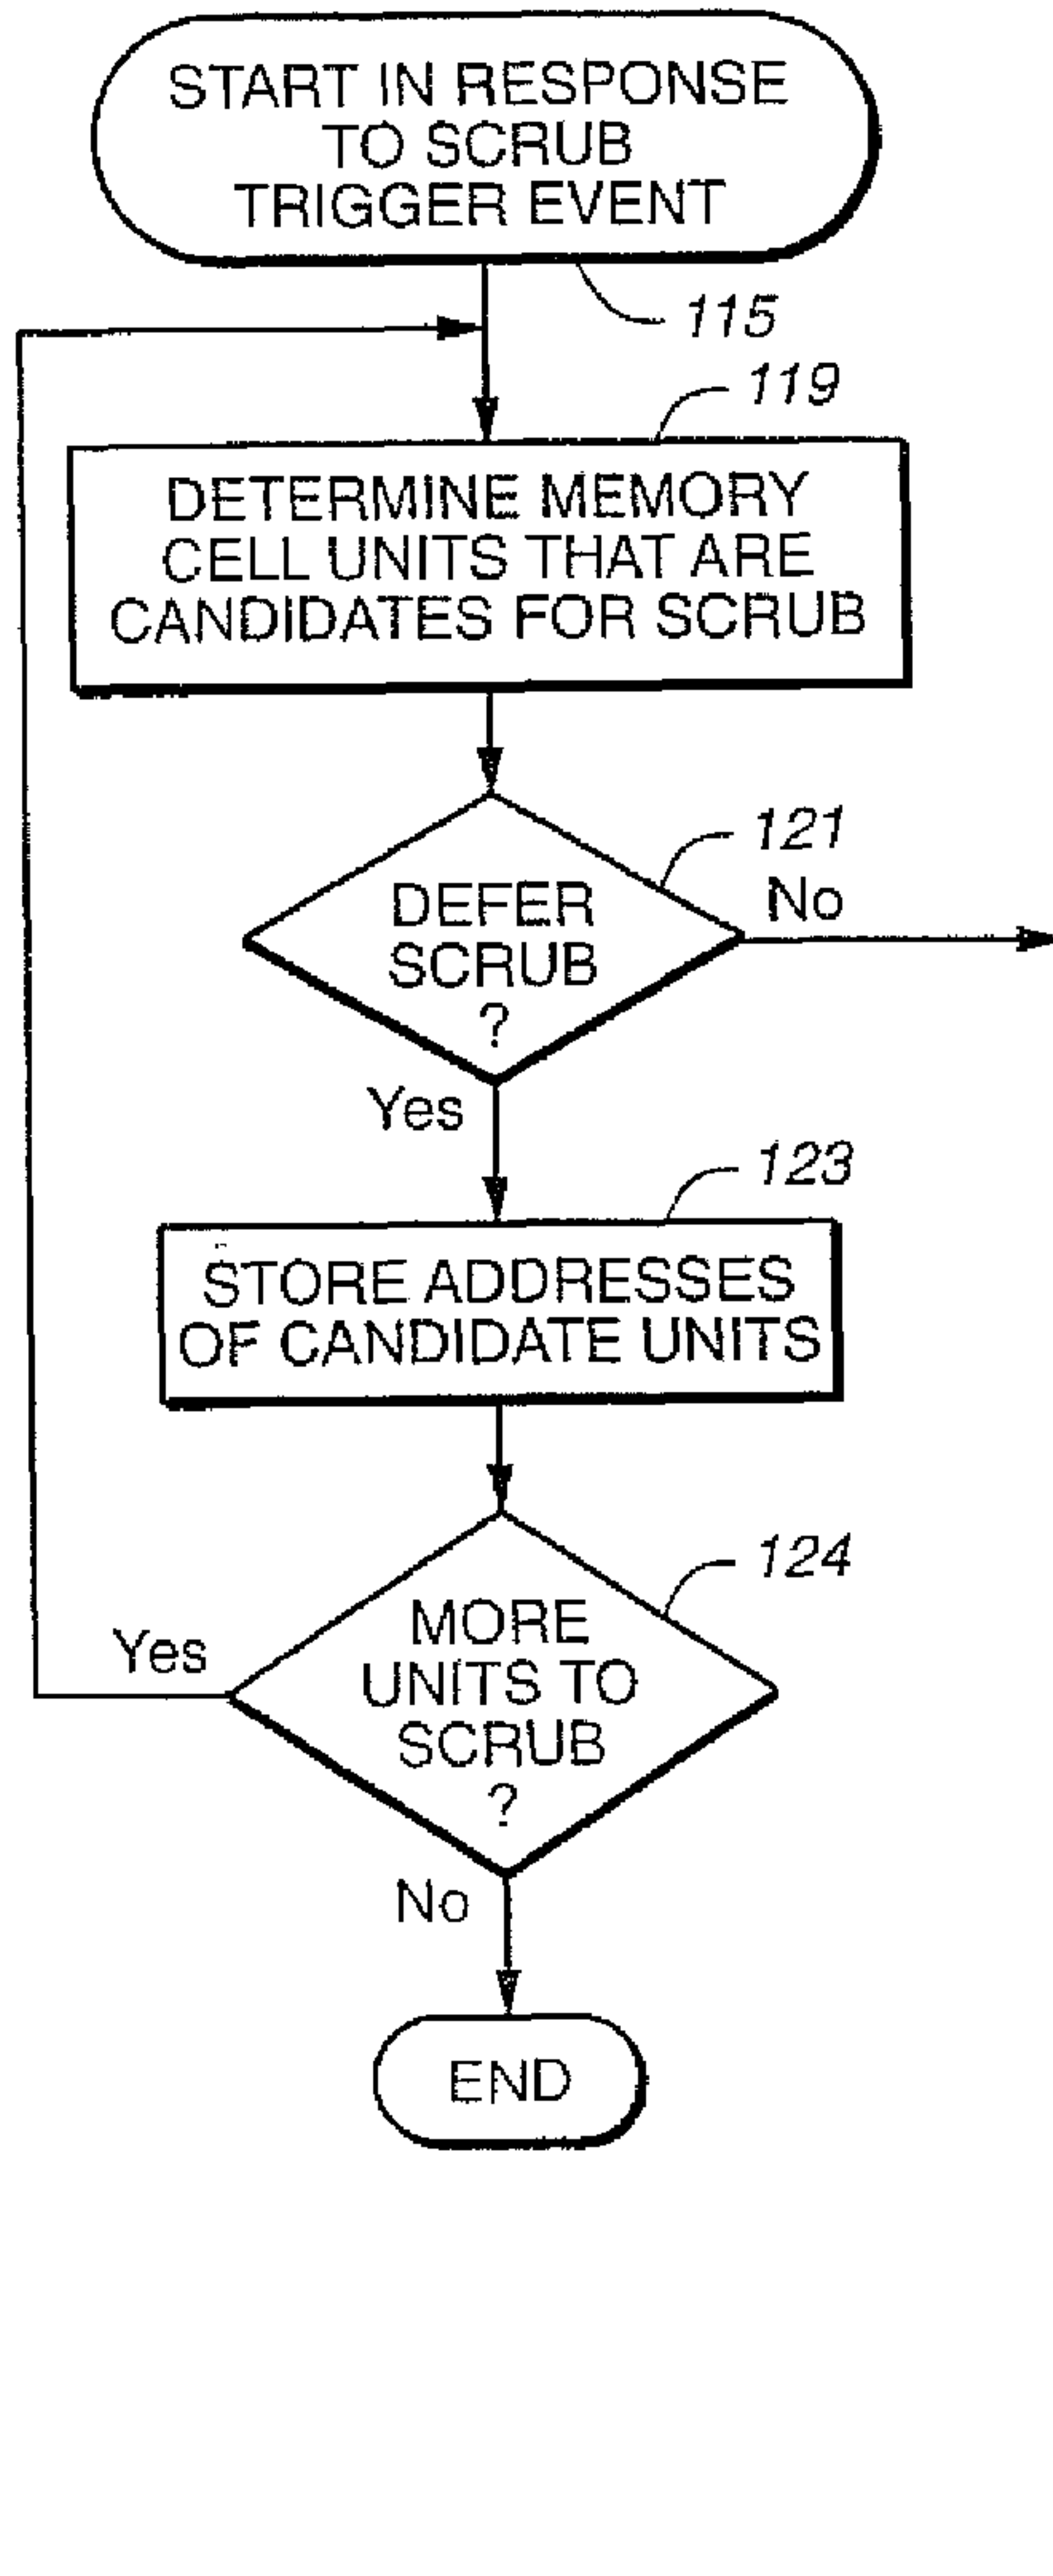 START IN RESPONSE
TO SCRUB
TRIGGER EVENT
115
119
DETERMINE MEMORY
CELL UNITS THAT ARE
CANDIDATES FOR SCRUB
121
No
DEFER
SCRUB
?
Yes
123
STORE ADDRESSES
OF CANDIDATE UNITS
124
MORE
UNITS TO
SCRUB
?
Yes
No
END